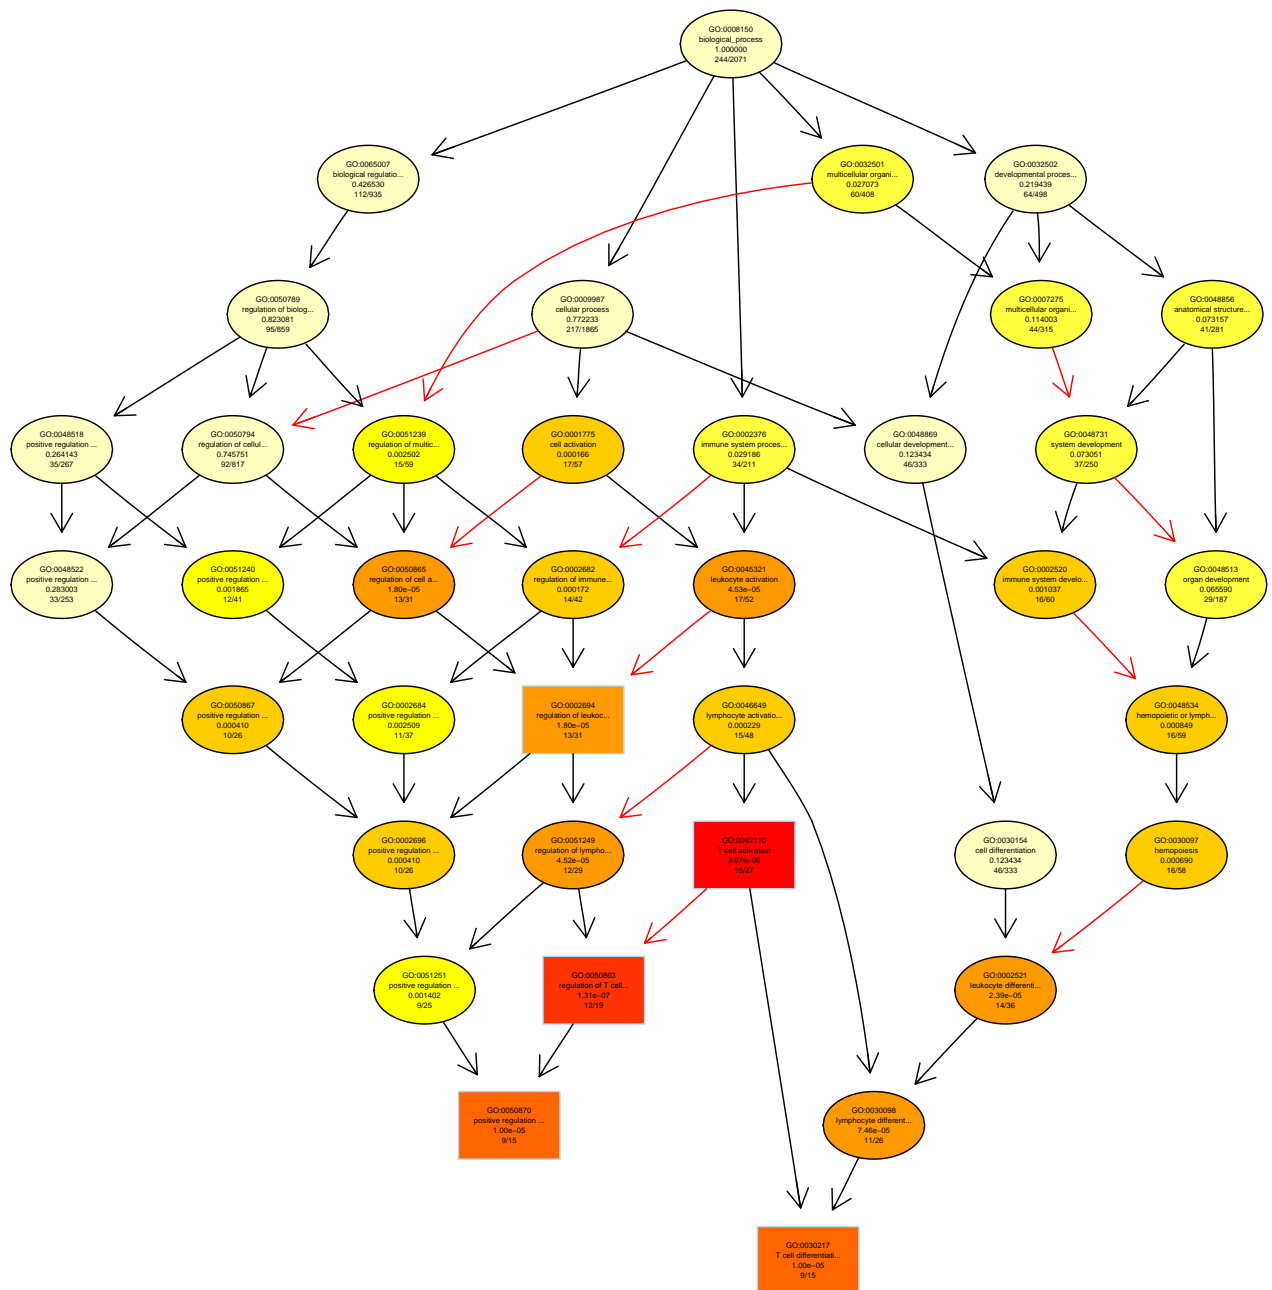 GO:0008150
biological_process
1.000000
244/2071
GO:0065007
biological regulatio...
0.426530
112/935
GO:0032501
multicellular organi...
0.027073
60/408
GO:0032502
developmental proces...
0.219439
64/498
GO:0050789
regulation of biolog...
0.823081
95/859
GO:0009987
cellular process
0.772233
217/1865
GO:0007275
multicellular organi...
0.114003
44/315
GO:0048856
anatomical structure...
0.073157
41/281
GO:0048518
positive regulation ...
0.264143
35/267
GO:0050794
regulation of cellul...
0.745751
92/817
GO:0051239
regulation of multic...
0.002502
15/59
GO:0001775
cell activation
0.000166
17/57
GO:0002376
immune system proces...
0.029186
34/211
GO:0048869
cellular development...
0.123434
46/333
GO:0048731
system development
0.073051
37/250
GO:0048522
positive regulation ...
0.283003
33/253
GO:0051240
positive regulation ...
0.001865
12/41
GO:0050865
regulation of cell a...
1.80e−05
13/31
GO:0002682
regulation of immune...
0.000172
14/42
GO:0045321
leukocyte activation
4.53e−05
17/52
GO:0002520
immune system develo...
0.001037
16/60
GO:0048513
organ development
0.065590
29/187
GO:0050867
positive regulation ...
0.000410
10/26
GO:0002684
positive regulation ...
0.002509
11/37
GO:0002694
regulation of leukoc...
1.80e−05
13/31
GO:0046649
lymphocyte activatio...
0.000229
15/48
GO:0048534
hemopoietic or lymph...
0.000849
16/59
GO:0002696
positive regulation ...
0.000410
10/26
GO:0051249
regulation of lympho...
4.52e−05
12/29
GO:0042110
T cell activation
3.67e−08
15/27
GO:0030154
cell differentiation
0.123434
46/333
GO:0030097
hemopoiesis
0.000690
16/58
GO:0051251
positive regulation ...
0.001402
9/25
GO:0050863
regulation of T cell...
1.31e−07
12/19
GO:0002521
leukocyte differenti...
2.39e−05
14/36
GO:0050870
positive regulation ...
1.00e−05
9/15
GO:0030098
lymphocyte different...
7.46e−05
11/26
GO:0030217
T cell differentiati...
1.00e−05
9/15